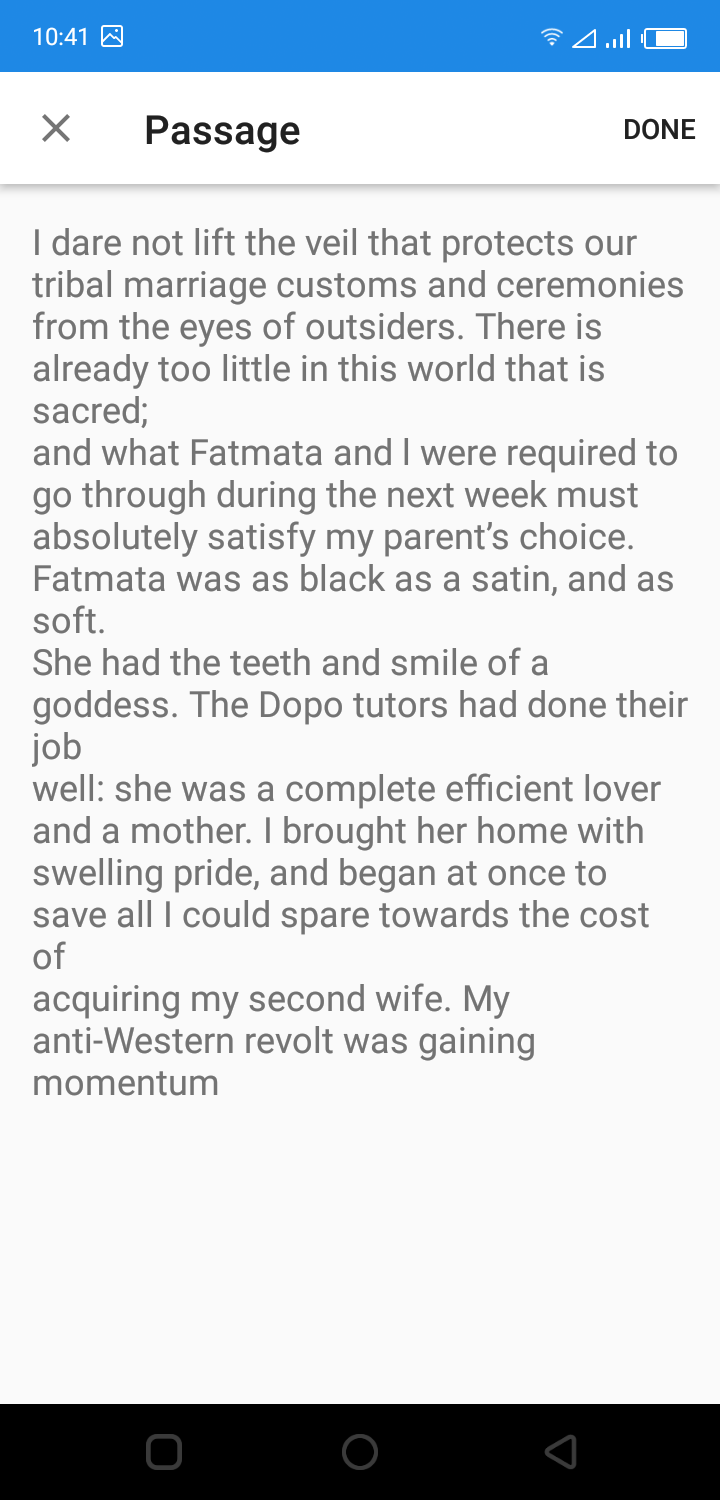 10:41
Passage
DONE
I dare not lift the veil that protects our
tribal marriage customs and ceremonies
from the eyes of outsiders. There is
already too little in this world that is
sacred;
and what Fatmata and l were required to
go through during the next week must
absolutely satisfy my parent’s choice.
Fatmata was as black as a satin, and as
soft.
She had the teeth and smile of a
goddess. The Dopo tutors had done their
job
well: she was a complete efficient lover
and a mother. I brought her home with
swelling pride, and began at once to
save all I could spare towards the cost
of
acquiring my second wife. My
anti-Western revolt was gaining
momentum